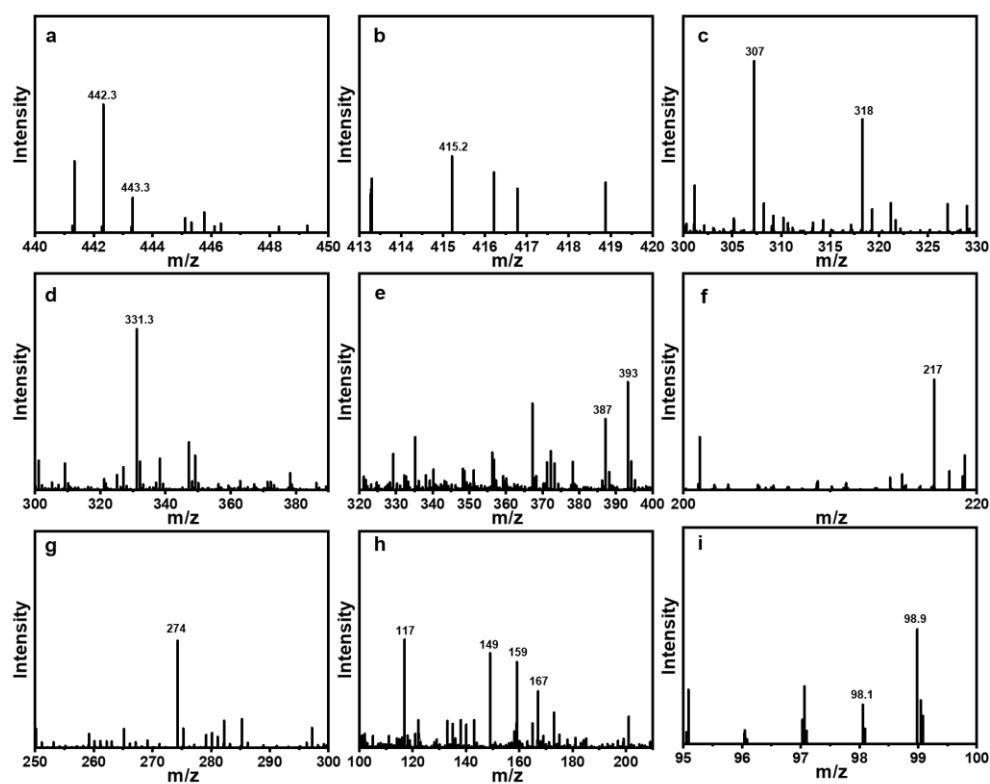 a
442.3
443.3
Intensity
440 442 444 446 448 450
m/z
b
415.2
Intensity
413 414 415 416 417 418 419 420
m/z
c
307
318
Intensity
300 305 310 315 320 325 330
m/z
d
331.3
Intensity
300 320 340 360 380
m/z
e
387
393
Intensity
320 330 340 350 360 370 380 390 400
m/z
f
217
Intensity
200 220
m/z
g
274
Intensity
250 260 270 280 290 300
m/z
h
117
149
159
167
Intensity
100 120 140 160 180 200
m/z
i
98.1
98.9
Intensity
95 96 97 98 99 100
m/z